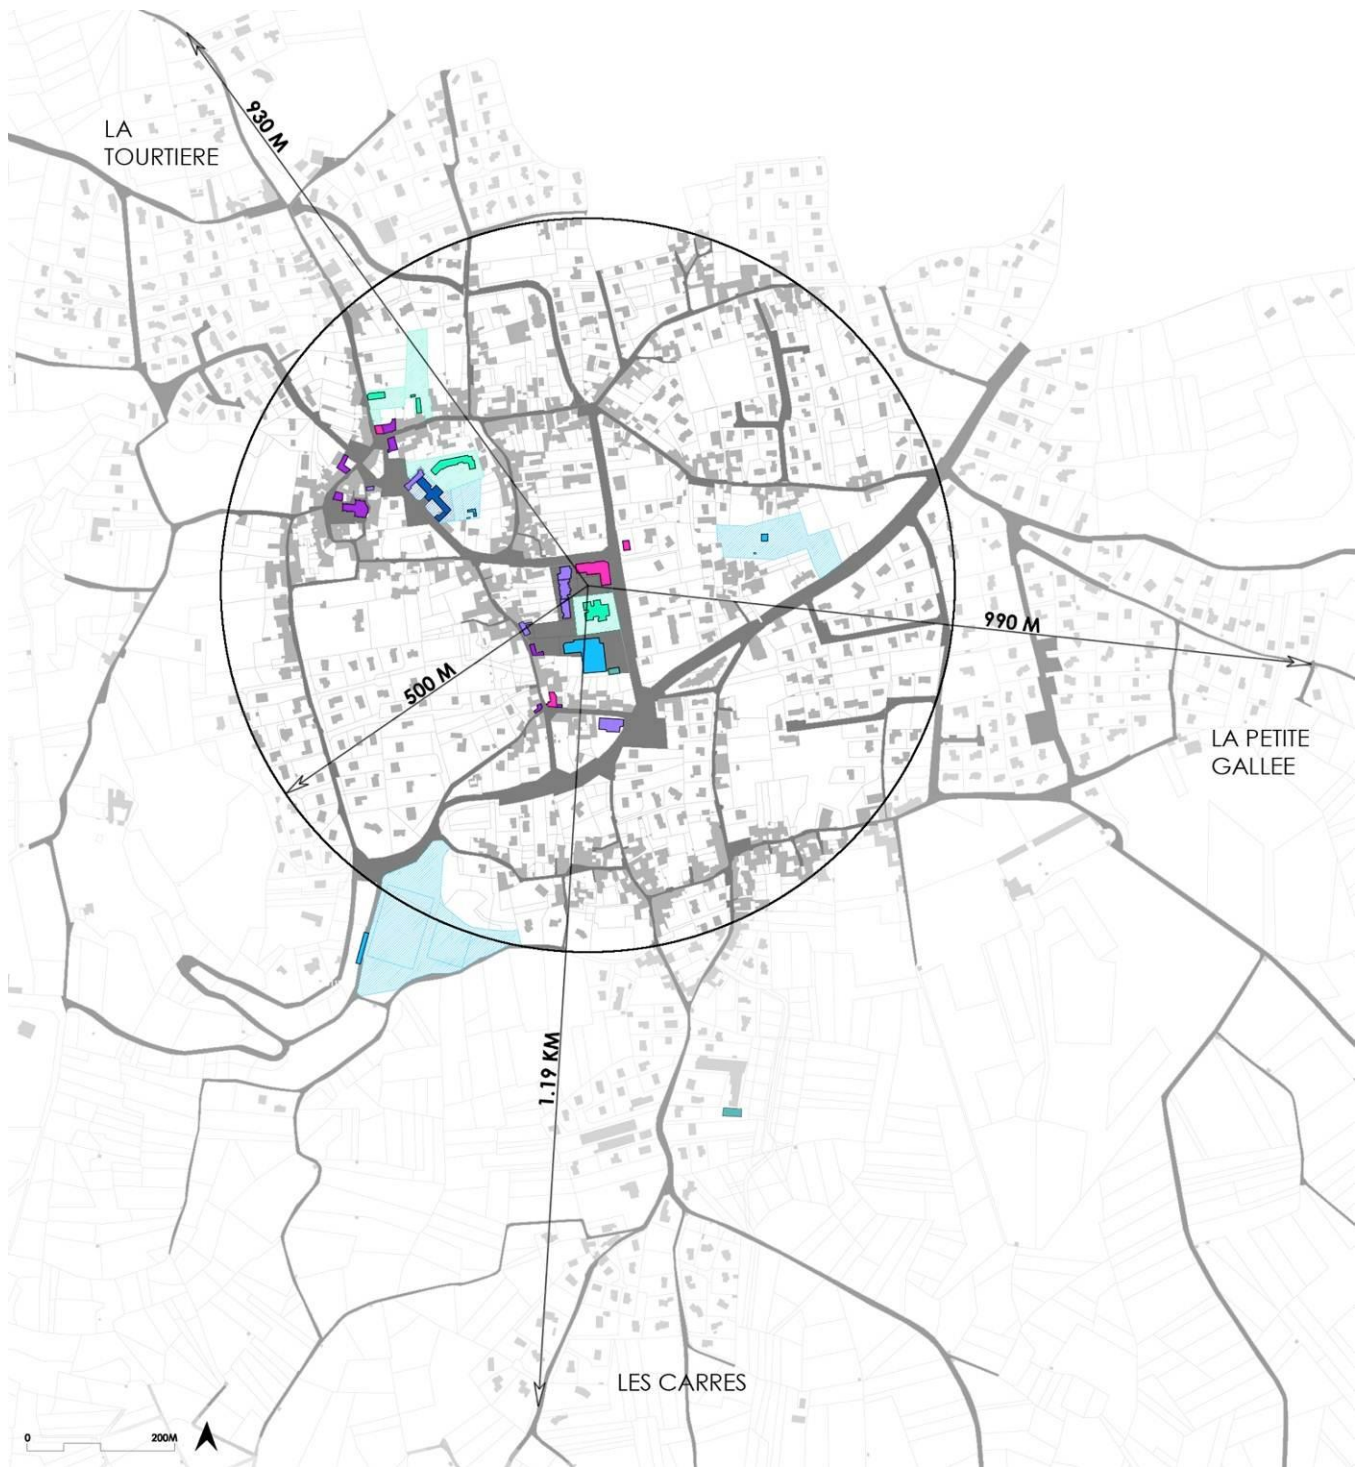 930 M
LA
TOURTIERE
500 M
990 M
LA PETITE
GALLEE
1.19 KM
LES CARRES
0
200M